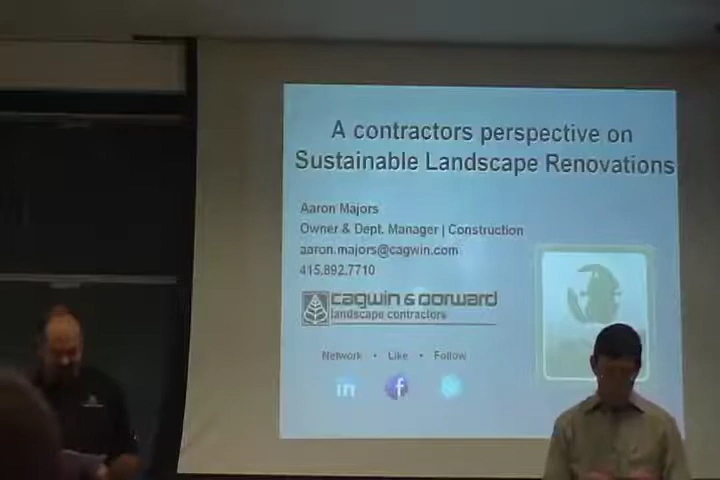 A contractors perspective on
Sustainable Landscape Renovations
Aaron Majors
Owner & Dept. Manager | Construction
aaron.majors@cagwin.com
415.892.7710
cagwin & dorward
landscape contractors
Network • Like • Follow
in f